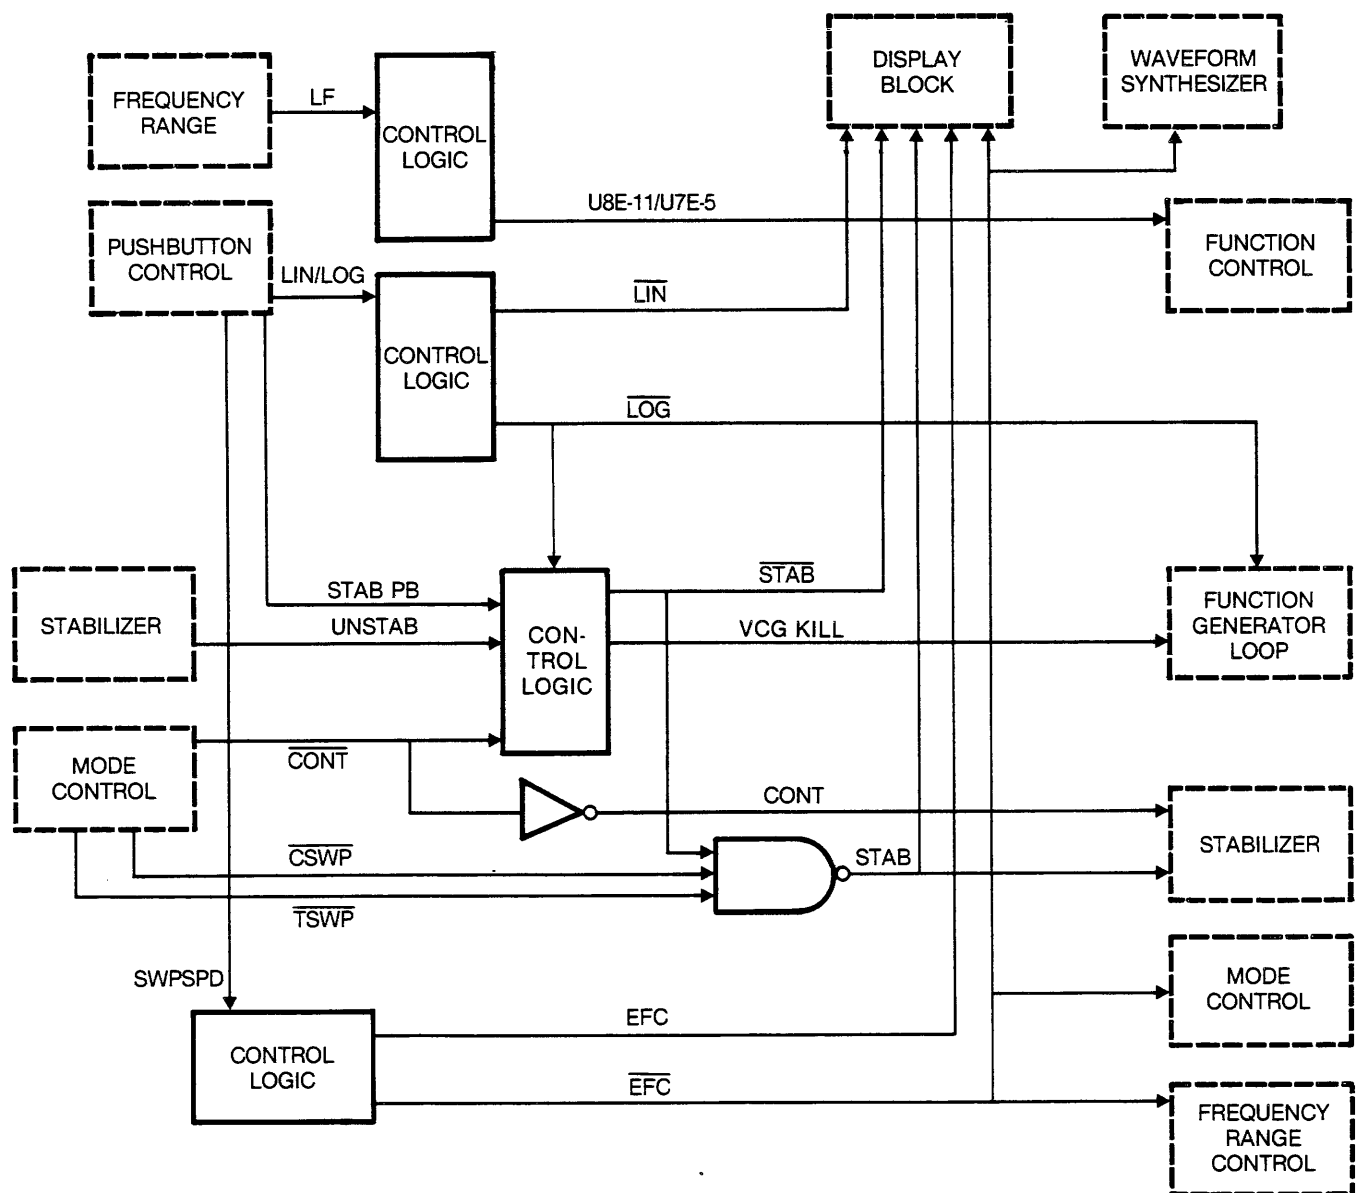 DISPLAY
BLOCK
WAVEFORM
SYNTHESIZER
FREQUENCY
RANGE
LF
CONTROL
LOGIC
U8E-11/U7E-5
PUSHBUTTON
CONTROL
FUNCTION
CONTROL
LIN/LOG
LIN
CONTROL
LOGIC
LOG
STAB PB
STAB
STABILIZER
UNSTAB
CON-
TROL
LOGIC
VCG KILL
FUNCTION
GENERATOR
LOOP
MODE
CONTROL
CONT
CONT
STABILIZER
CSWP
STAB
TSWP
SWPSPD
MODE
CONTROL
CONTROL
LOGIC
EFC
EFC
FREQUENCY
RANGE
CONTROL